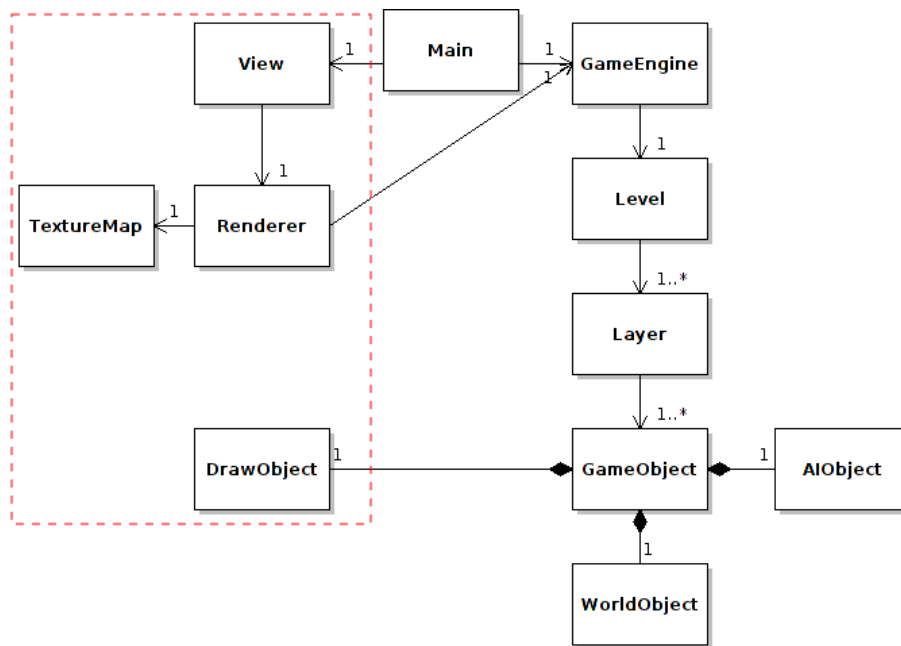 Main
View
1
1
GameEngine
1
1
1
TextureMap
1
Renderer
Level
1..*
Layer
1..*
DrawObject
1
GameObject
1
AIObject
1
WorldObject